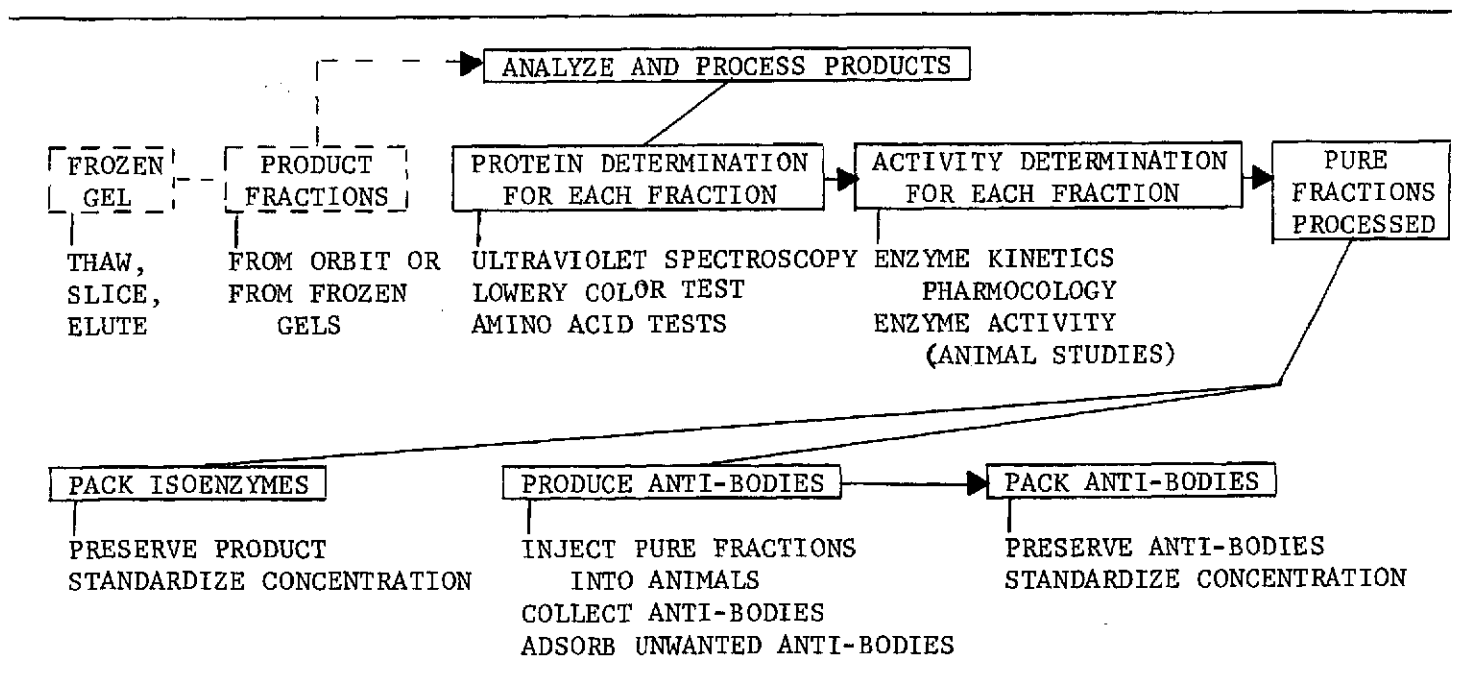 ANALYZE AND PROCESS PRODUCTS
FROZEN
GEL
THAW,
SLICE,
ELUTE
PRODUCT
FRACTIONS
FROM ORBIT OR
FROM FROZEN
GELS
PROTEIN DETERMINATION
FOR EACH FRACTION
ULTRAVIOLET SPECTROSCOPY
LOWERY COLOR TEST
AMINO ACID TESTS
ACTIVITY DETERMINATION
FOR EACH FRACTION
ENZYME KINETICS
PHARMOCOLOGY
ENZYME ACTIVITY
(ANIMAL STUDIES)
PURE
FRACTIONS
PROCESSED
PACK ISOENZYMES
PRESERVE PRODUCT
STANDARDIZE CONCENTRATION
PRODUCE ANTI-BODIES
INJECT PURE FRACTIONS
INTO ANIMALS
COLLECT ANTI-BODIES
ADSORB UNWANTED ANTI-BODIES
PACK ANTI-BODIES
PRESERVE ANTI-BODIES
STANDARDIZE CONCENTRATION